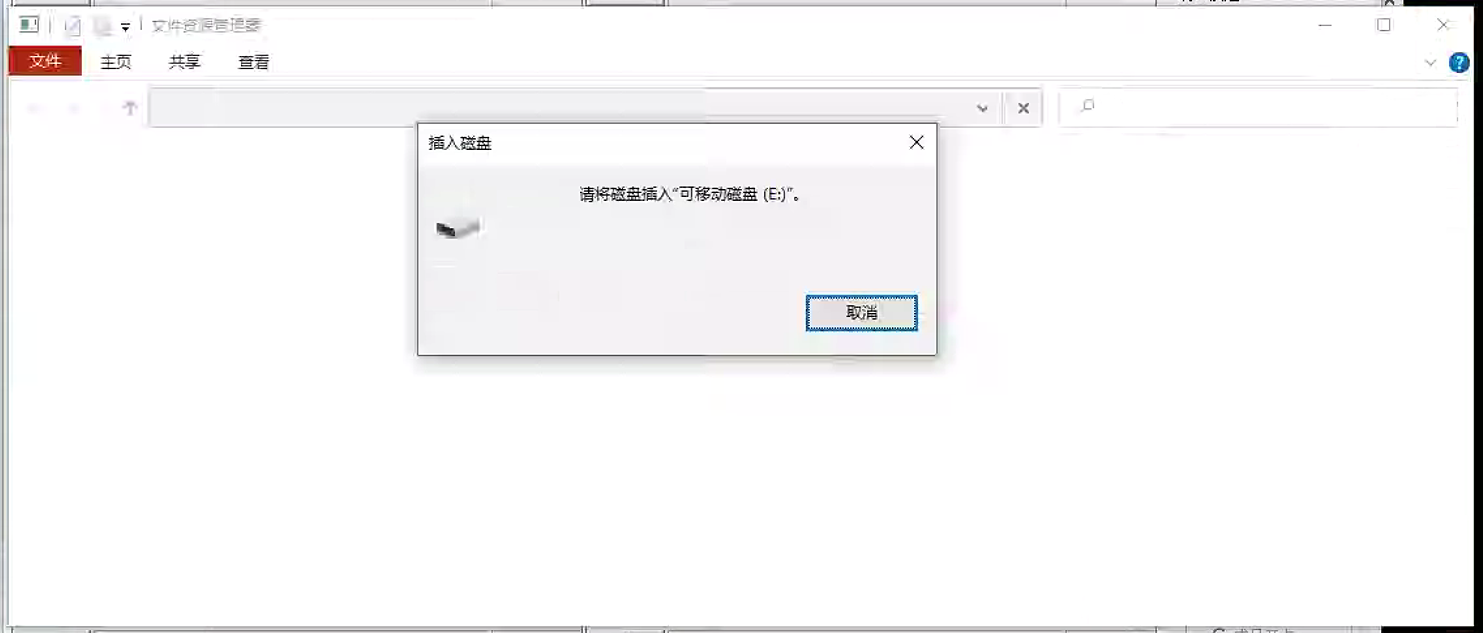 文件资源管理器
文件 主页 共享 查看
插入磁盘
请将磁盘插入“可移动磁盘 (E:)”。
取消